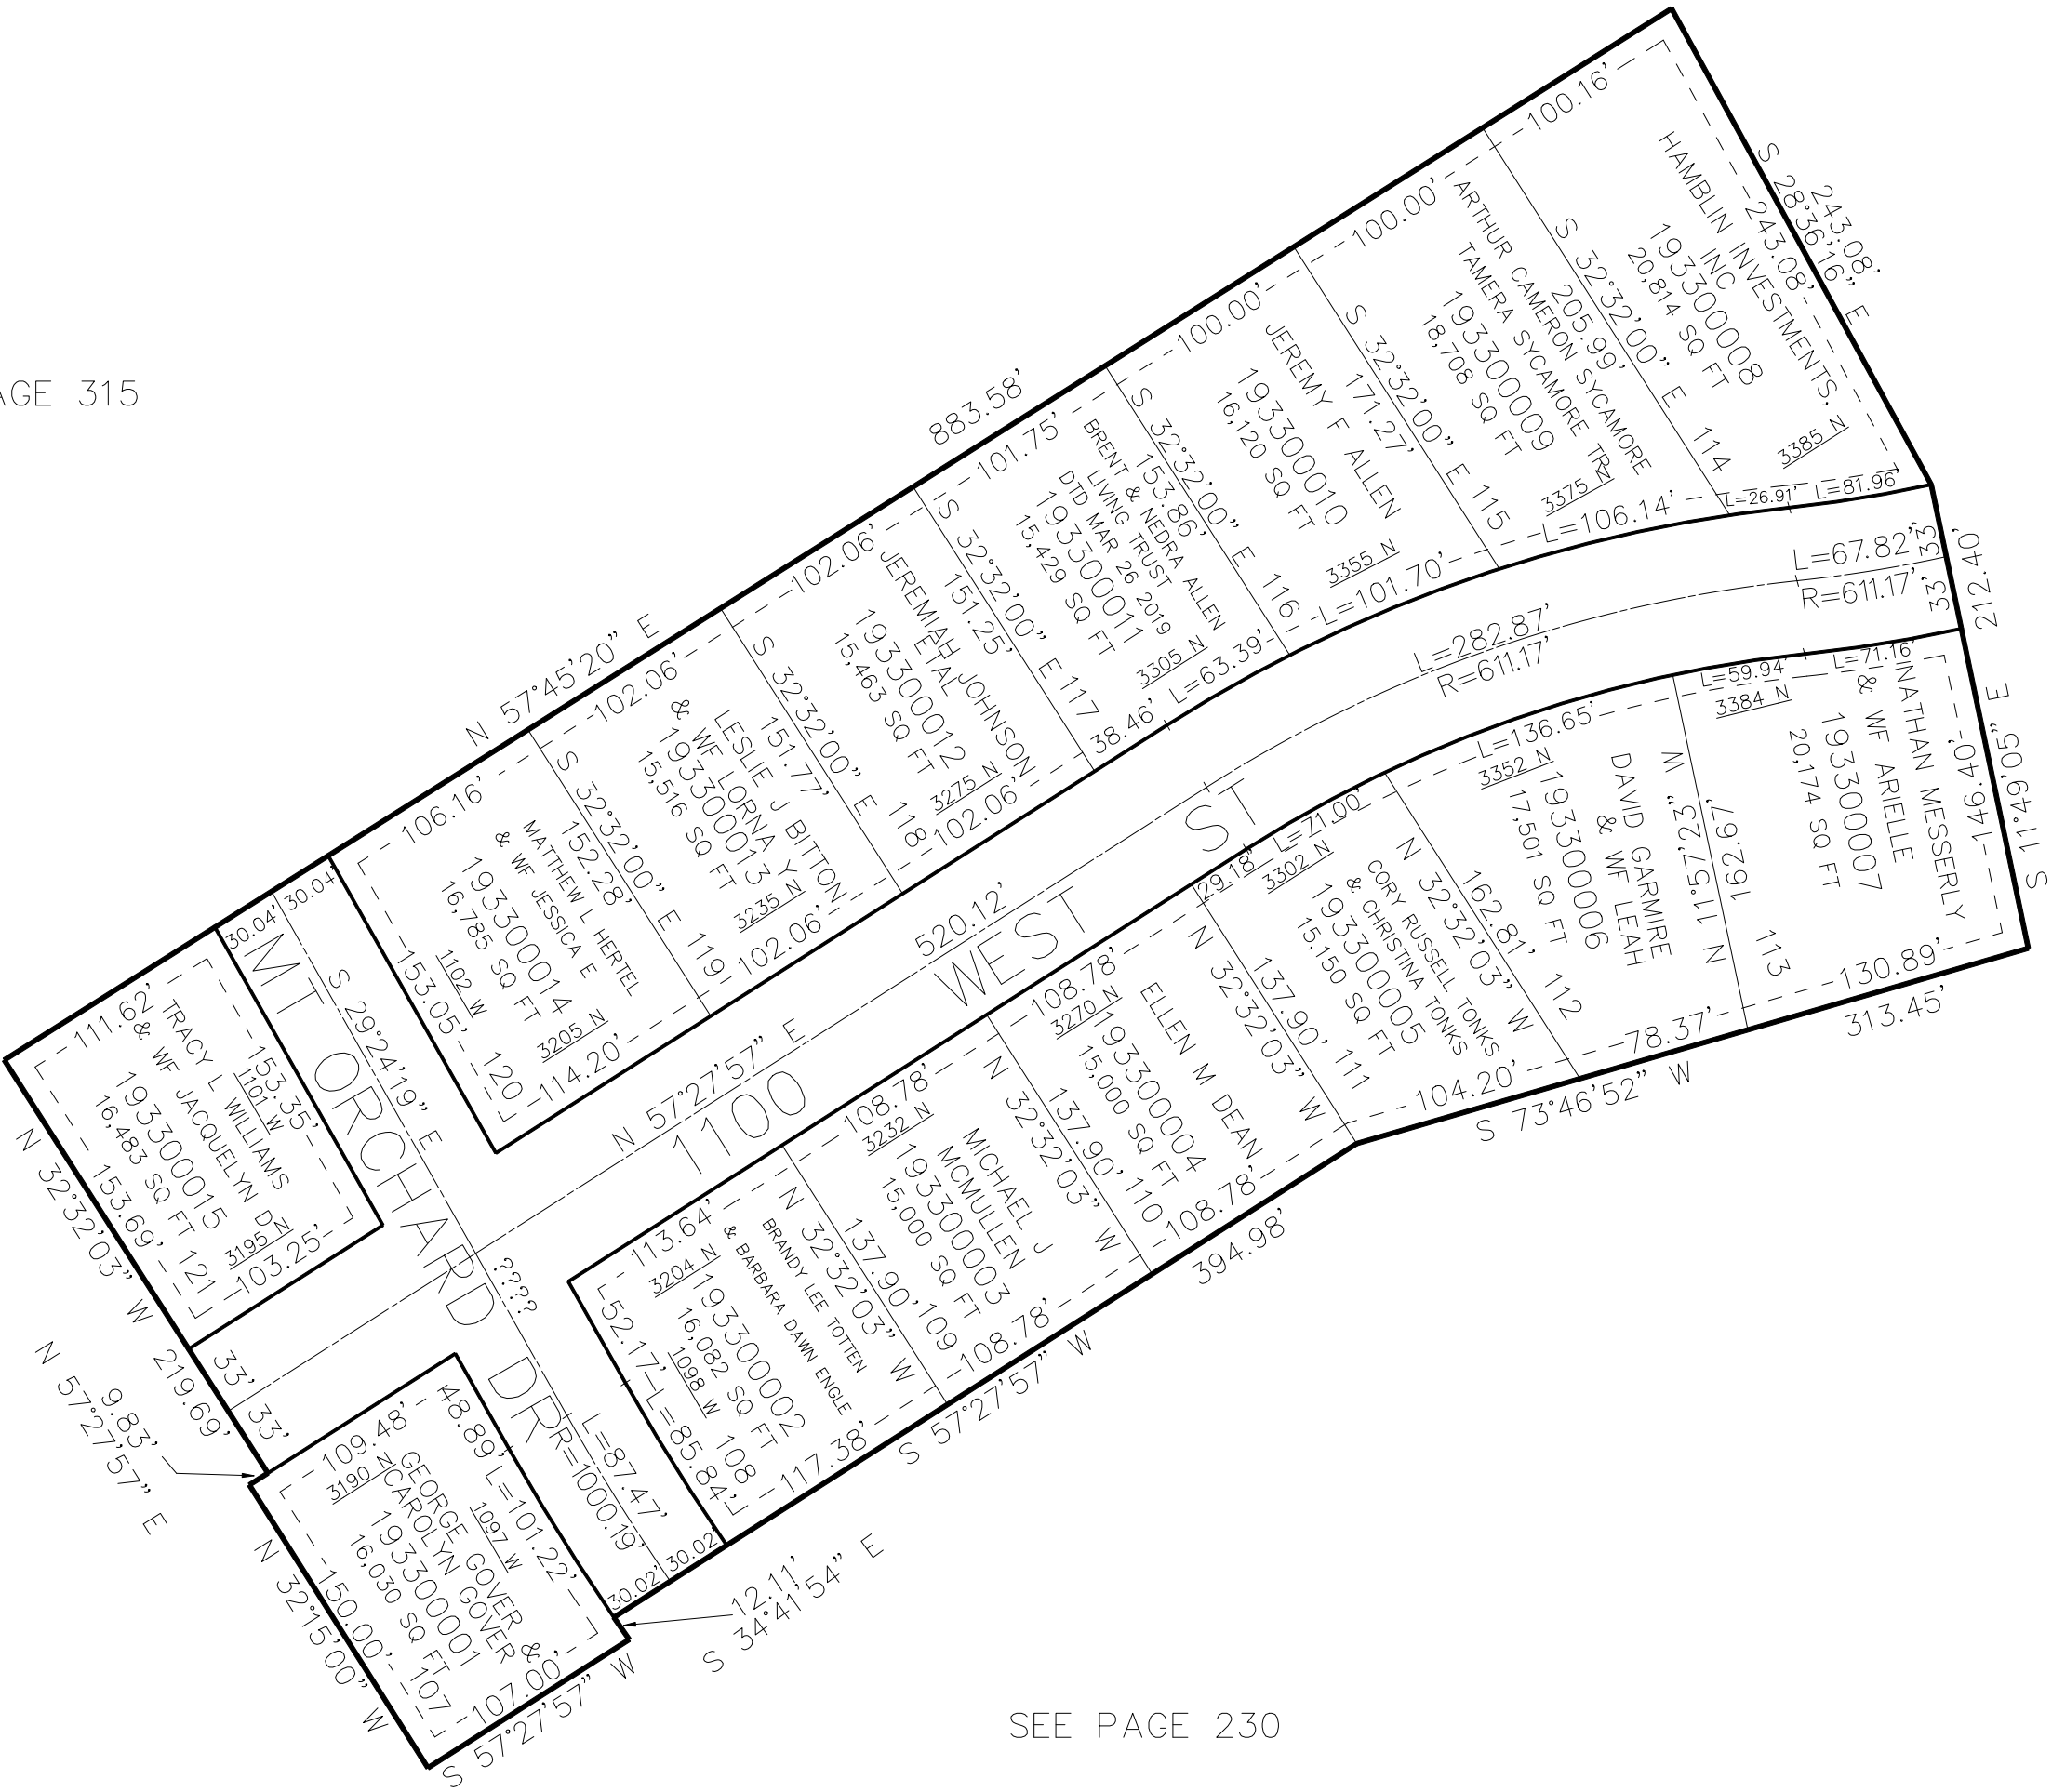 AGE 315
883.58'
N 57°45'20" E
100.16'
HAMBLIN INVESTMENTS,
INC
193300008
20,814 SQ FT
243.08'
243.08'
S 28°36'16" E
3385 N
114
L=26.91'
L=81.96'
S 32°32'00" E
205.99'
100.00'
ARTHUR CAMERON SYCAMORE
TAMERA SYCAMORE TR
193300009
18,708 SQ FT
3375 N
115
L=106.14'
S 32°32'00" E
171.27'
100.00'
JEREMY F ALLEN
193300010
16,120 SQ FT
3355 N
116
L=101.70'
S 32°32'00" E
153.86'
101.75'
BRENT & NEDRA ALLEN
LIVING TRUST
DTD MAR 26 2019
193300011
15,429 SQ FT
3305 N
117
38.46'
L=63.39'
S 32°32'00" E
151.25'
102.06'
JEREMIAH JOHNSON
ETAL
193300012
15,463 SQ FT
3275 N
118
102.06'
S 32°32'00" E
151.77'
102.06'
LESLIE J BITTON
& WF LORNA Y
193300013
15,516 SQ FT
3235 N
119
102.06'
S 32°32'00" E
152.28'
106.16'
MATTHEW L HERTEL
& WF JESSICA E
193300014
16,785 SQ FT
1102 W
3205 N
120
114.20'
153.05'
30.04'
30.04'
MT ORCHARD DR
S 29°24'19" E
111.62'
TRACY L WILLIAMS
& WF JACQUELYN D
193300015
16,483 SQ FT
153.35'
1101 W
3195 N
121
103.25'
153.69'
N 32°32'03" W
219.69'
33'
33'
9.83'
N 57°27'57" E
1100 WEST ST
N 57°27'57" E
520.12'
L=282.87'
R=611.17'
L=67.82'
R=611.17'
33'
33'
212.40'
S 11°49'05" E
????
L=87.47'
R=1000.19'
109.48'
48.89'
L=101.22'
3190 N
GEORGE GOVER &
CAROLYN GOVER
193300001
16,030 SQ FT
1097 W
107
107.00'
150.00'
N 32°15'00" W
S 57°27'57" W
12.11'
S 34°41'54" E
30.02'
30.02'
113.64'
3204 N
BRANDY LEE TOTTEN
& BARBARA DAWN ENGLE
193300002
16,082 SQ FT
1098 W
52.17'
L=85.84'
108
117.38'
N 32°32'03" W
137.90'
108.78'
3232 N
MICHAEL J
MCMULLEN
193300003
15,000 SQ FT
109
108.78'
S 57°27'57" W
N 32°32'03" W
137.90'
108.78'
3270 N
ELLEN M DEAN
193300004
15,000 SQ FT
110
108.78'
394.98'
N 32°32'03" W
137.90'
29.18'
L=71.00'
3302 N
CORY RUSSELL TONKS
& CHRISTINA TONKS
193300005
15,150 SQ FT
111
104.20'
S 73°46'52" W
N 32°32'03" W
162.81'
L=136.65'
3352 N
DAVID GARMIRE
& WF LEAH
193300006
17,501 SQ FT
112
78.37'
N 11°57'23" W
162.67'
L=59.94'
L=71.16'
3384 N
NATHAN MESSERLY
& WF ARIELLE
193300007
20,174 SQ FT
146.40'
113
130.89'
313.45'
SEE PAGE 230